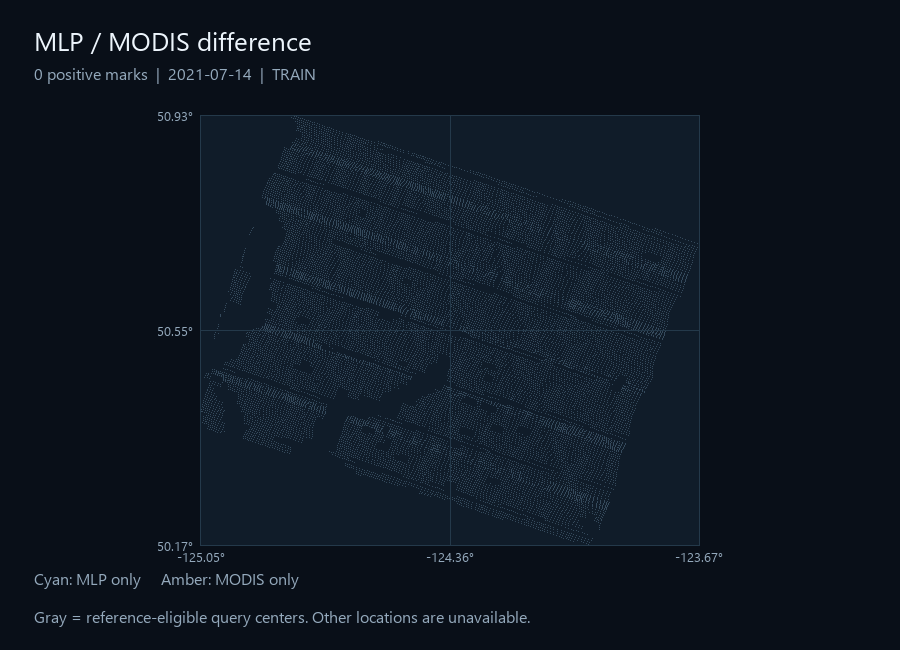 MLP / MODIS difference
0 positive marks | 2021-07-14 | TRAIN
50.93°
50.55°
50.17°
-125.05° -124.36° -123.67°
Cyan: MLP only Amber: MODIS only
Gray = reference-eligible query centers. Other locations are unavailable.